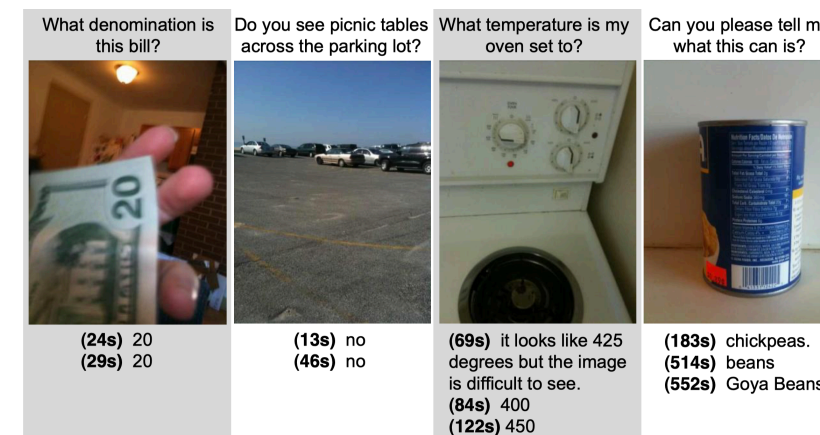 What denomination is
this bill?
20
(24s) 20
(29s) 20
Do you see picnic tables
across the parking lot?
(13s) no
(46s) no
What temperature is my
oven set to?
(69s) it looks like 425
degrees but the image
is difficult to see.
(84s) 400
(122s) 450
Can you please tell m
what this can is?
Nutrition Facts
(183s) chickpeas.
(514s) beans
(552s) Goya Beans